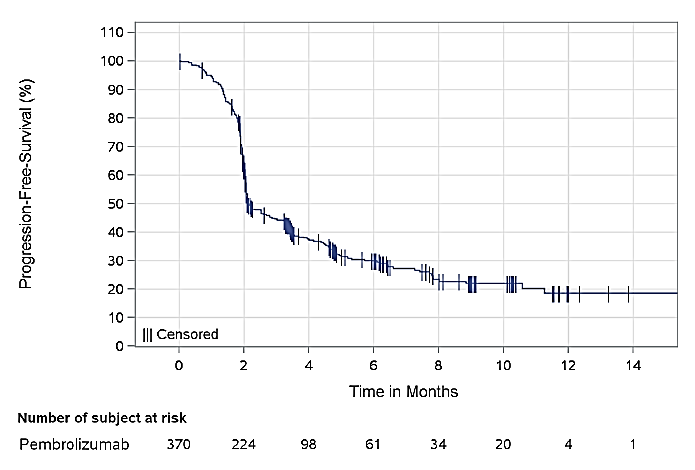 Progression-Free-Survival (%)
110
100
90
80
70
60
50
40
30
20
10
0
Censored
0 2 4 6 8 10 12 14
Time in Months
Number of subject at risk
Pembrolizumab 370 224 98 61 34 20 4 1